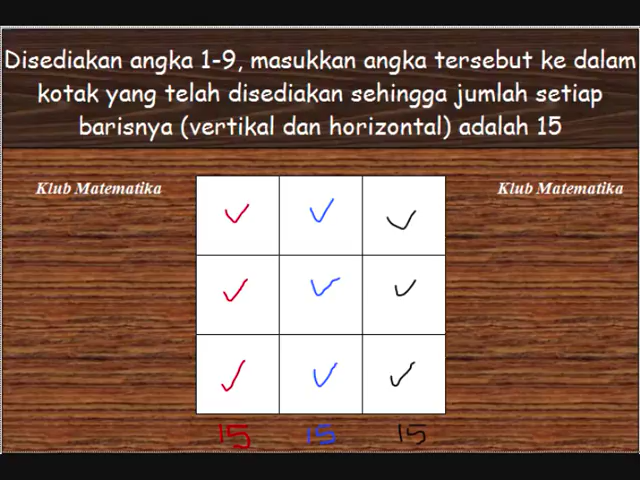 Disediakan angka 1-9, masukkan angka tersebut ke dalam
kotak yang telah disediakan sehingga jumlah setiap
barisnya (vertikal dan horizontal) adalah 15
Klub Matematika Klub Matematika
15 15 15